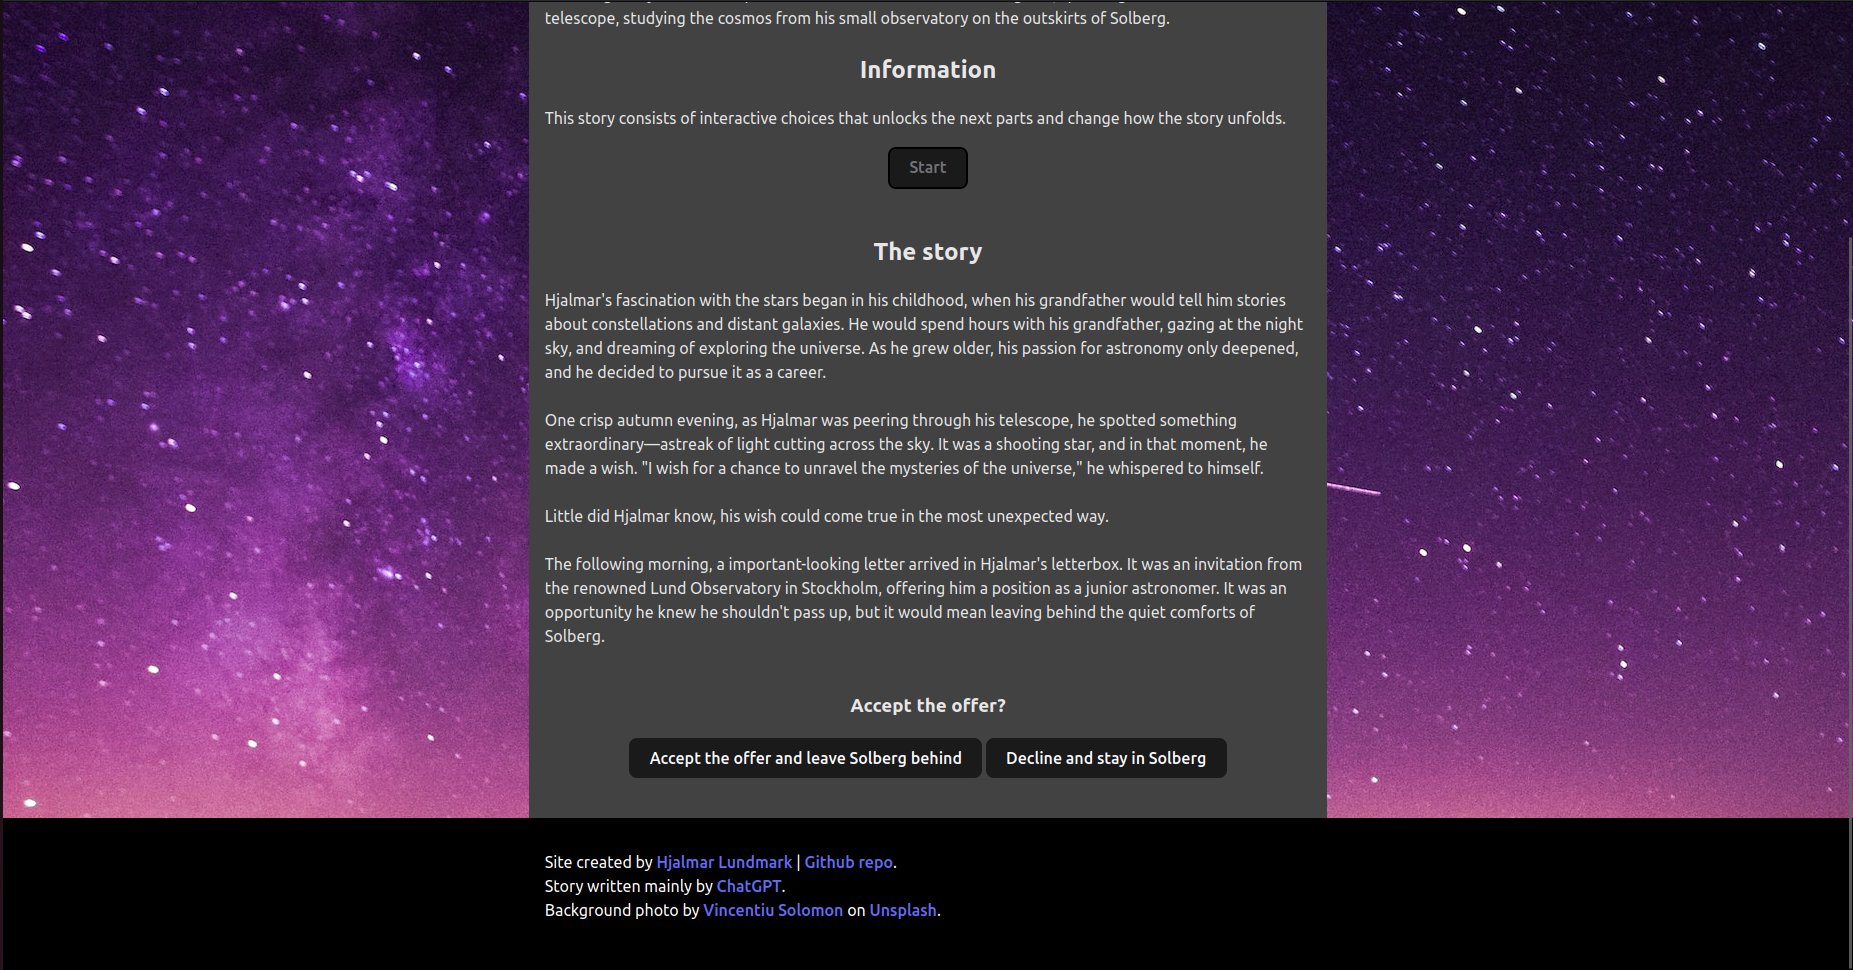 telescope, studying the cosmos from his small observatory on the outskirts of Solberg.
Information
This story consists of interactive choices that unlocks the next parts and change how the story unfolds.
Start
The story
Hjalmar's fascination with the stars began in his childhood, when his grandfather would tell him stories
about constellations and distant galaxies. He would spend hours with his grandfather, gazing at the night
sky, and dreaming of exploring the universe. As he grew older, his passion for astronomy only deepened,
and he decided to pursue it as a career.
One crisp autumn evening, as Hjalmar was peering through his telescope, he spotted something
extraordinary—astreak of light cutting across the sky. It was a shooting star, and in that moment, he
made a wish. "I wish for a chance to unravel the mysteries of the universe," he whispered to himself.
Little did Hjalmar know, his wish could come true in the most unexpected way.
The following morning, a important-looking letter arrived in Hjalmar's letterbox. It was an invitation from
the renowned Lund Observatory in Stockholm, offering him a position as a junior astronomer. It was an
opportunity he knew he shouldn't pass up, but it would mean leaving behind the quiet comforts of
Solberg.
Accept the offer?
Accept the offer and leave Solberg behind Decline and stay in Solberg
Site created by Hjalmar Lundmark | Github repo.
Story written mainly by ChatGPT.
Background photo by Vincentiu Solomon on Unsplash.